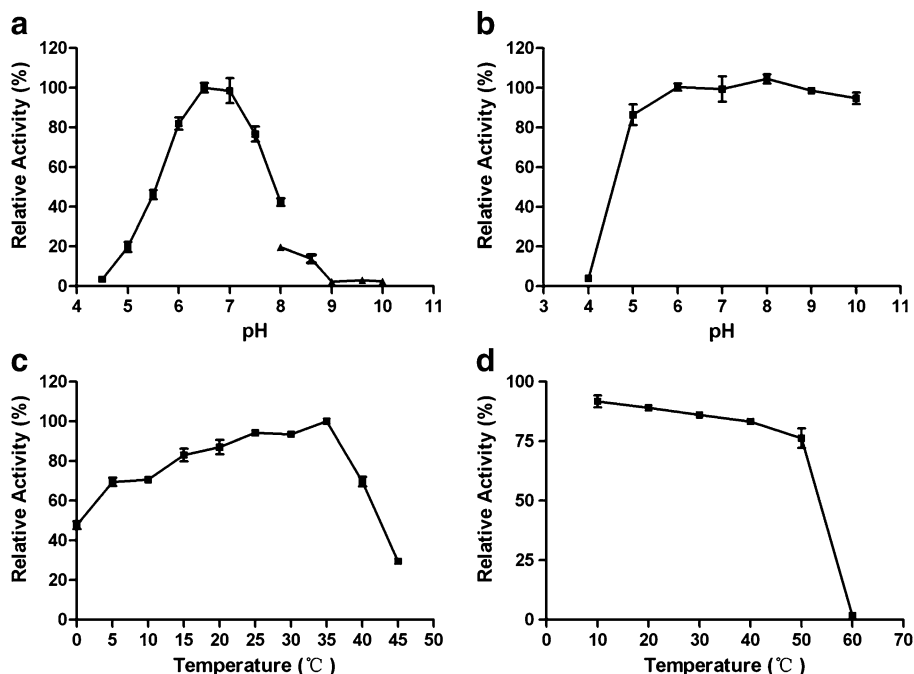 a
120
100
80
60
40
20
0
Relative Activity (%)
4 5 6 7 8 9 10 11
pH
b
120
100
80
60
40
20
0
Relative Activity (%)
3 4 5 6 7 8 9 10 11
pH
c
120
100
80
60
40
20
0
Relative Activity (%)
0 5 10 15 20 25 30 35 40 45 50
Temperature (℃)
d
100
75
50
25
0
Relative Activity (%)
0 10 20 30 40 50 60 70
Temperature (℃)